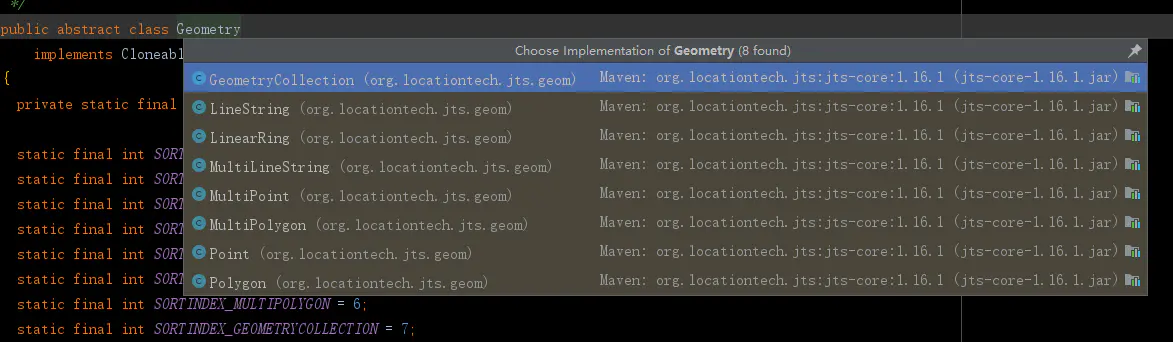 */
public abstract class Geometry
Choose Implementation of Geometry (8 found)
implements Cloneabl
GeometryCollection (org.locationtech.jts.geom) Maven: org.locationtech.jts:jts-core:1.16.1 (jts-core-1.16.1.jar)
{
private static final
LineString (org.locationtech.jts.geom) Maven: org.locationtech.jts:jts-core:1.16.1 (jts-core-1.16.1.jar)
LinearRing (org.locationtech.jts.geom) Maven: org.locationtech.jts:jts-core:1.16.1 (jts-core-1.16.1.jar)
static final int SORT
MultiLineString (org.locationtech.jts.geom) Maven: org.locationtech.jts:jts-core:1.16.1 (jts-core-1.16.1.jar)
static final int SORT
MultiPoint (org.locationtech.jts.geom) Maven: org.locationtech.jts:jts-core:1.16.1 (jts-core-1.16.1.jar)
static final int SORT
MultiPolygon (org.locationtech.jts.geom) Maven: org.locationtech.jts:jts-core:1.16.1 (jts-core-1.16.1.jar)
static final int SORT
Point (org.locationtech.jts.geom) Maven: org.locationtech.jts:jts-core:1.16.1 (jts-core-1.16.1.jar)
static final int SORT
Polygon (org.locationtech.jts.geom) Maven: org.locationtech.jts:jts-core:1.16.1 (jts-core-1.16.1.jar)
static final int SORT
static final int SORTINDEX_MULTIPOLYGON = 6;
static final int SORTINDEX_GEOMETRYCOLLECTION = 7;